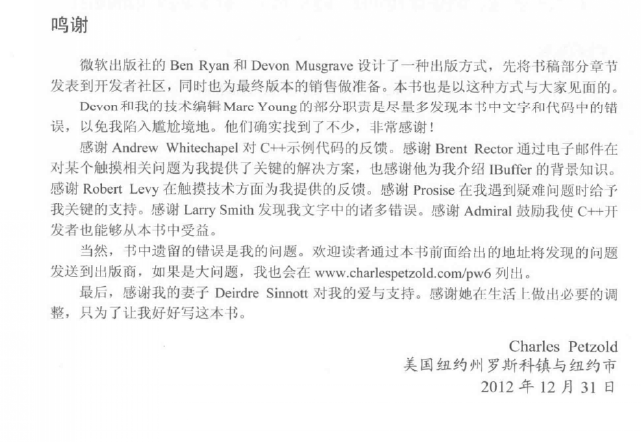 鸣谢
微软出版社的 Ben Ryan 和 Devon Musgrave 设计了一种出版方式，先将书稿部分章节
发表到开发者社区，同时也为最终版本的销售做准备。本书也是以这种方式与大家见面的。
Devon 和我的技术编辑 Marc Young 的部分职责是尽量多发现本书中文字和代码中的错
误，以免我陷入尴尬境地。他们确实找到了不少，非常感谢！
感谢 Andrew Whitechapel 对 C++示例代码的反馈。感谢 Brent Rector 通过电子邮件在
对某个触摸相关问题为我提供了关键的解决方案，也感谢他为我介绍 IBuffer 的背景知识。
感谢 Robert Levy 在触摸技术方面为我提供的反馈。感谢 Prosise 在我遇到疑难问题时给予
我关键的支持。感谢 Larry Smith 发现我文字中的诸多错误。感谢 Admiral 鼓励我使 C++开
发者也能够从本书中受益。
当然，书中遗留的错误是我的问题。欢迎读者通过本书前面给出的地址将发现的问题
发送到出版商，如果是大问题，我也会在 www.charlespetzold.com/pw6 列出。
最后，感谢我的妻子 Deirdre Sinnott 对我的爱与支持。感谢她在生活上做出必要的调
整，只为了让我好好写这本书。
Charles Petzold
美国纽约州罗斯科镇与纽约市
2012 年 12 月 31 日